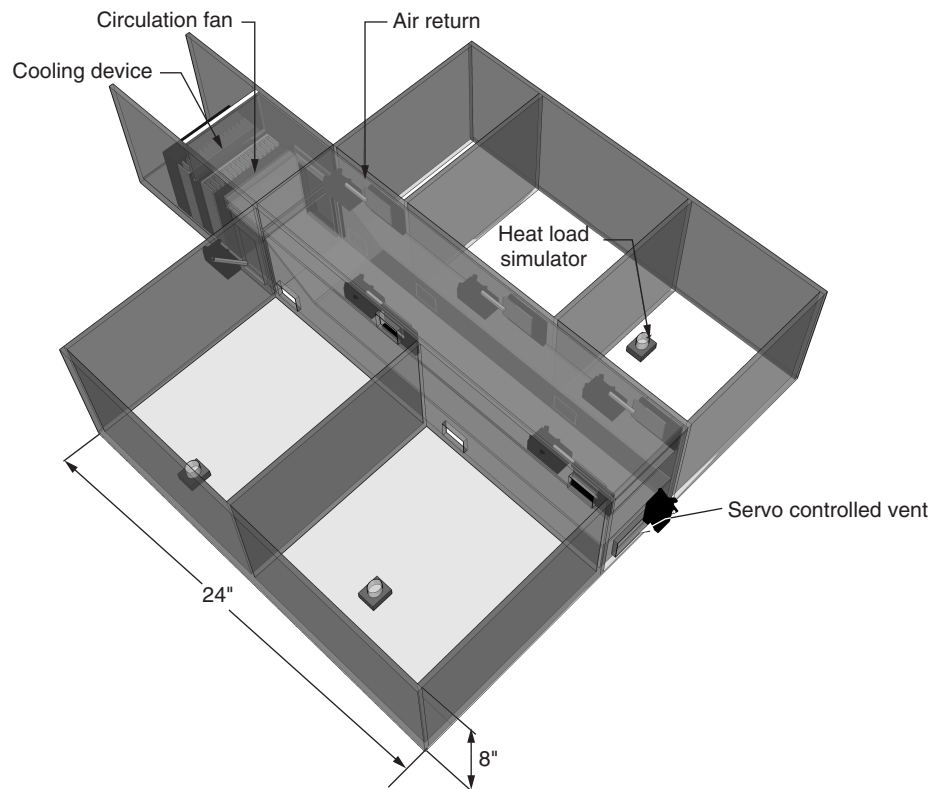 Circulation fan
Air return
Cooling device
Heat load
simulator
Servo controlled vent
24"
8"